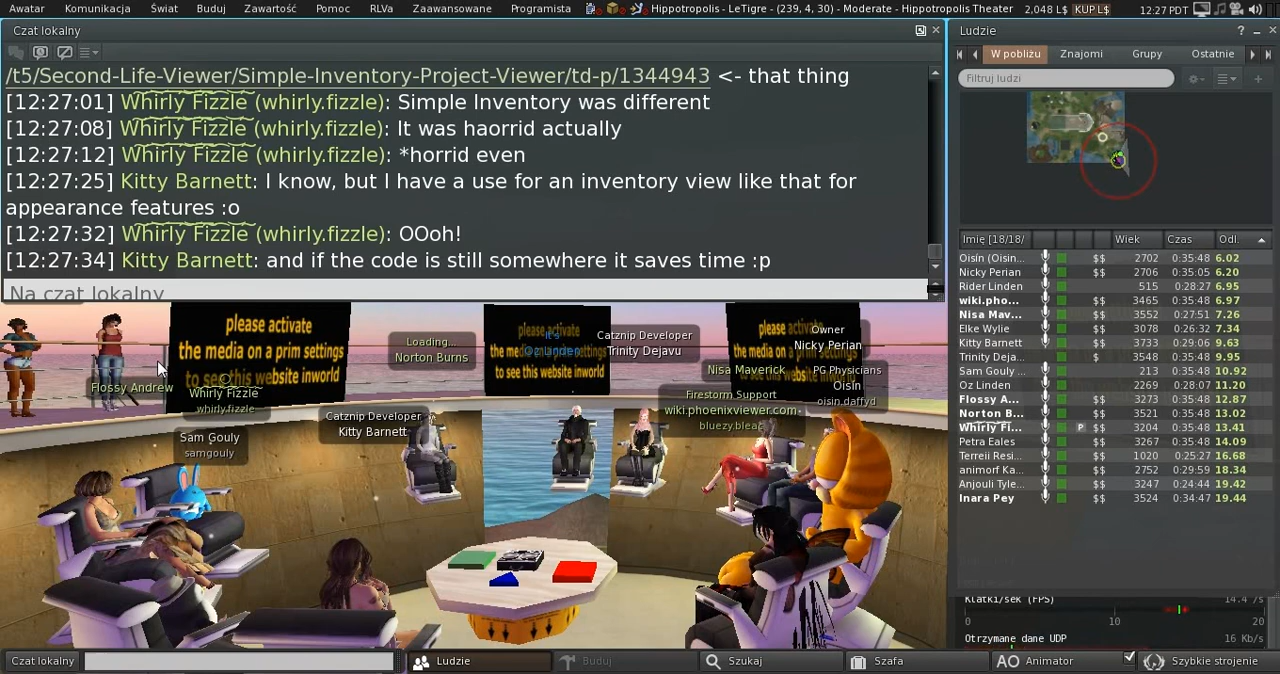 Awatar Komunikacja Świat Buduj Zawartość Pomoc RLVa Zaawansowane Programista Hippotropolis - LeTigre - (239, 4, 30) - Moderate - Hippotropolis Theater 2,048 L$ KUP L$ 12:27 PDT
Czat lokalny
/t5/Second-Life-Viewer/Simple-Inventory-Project-Viewer/td-p/1344943 <- that thing
[12:27:01] Whirly Fizzle (whirly.fizzle): Simple Inventory was different
[12:27:08] Whirly Fizzle (whirly.fizzle): It was haorrid actually
[12:27:12] Whirly Fizzle (whirly.fizzle): *horrid even
[12:27:25] Kitty Barnett: I know, but I have a use for an inventory view like that for
appearance features :o
[12:27:32] Whirly Fizzle (whirly.fizzle): OOoh!
[12:27:34] Kitty Barnett: and if the code is still somewhere it saves time :p
Na czat lokalny
Ludzie
W pobliżu Znajomi Grupy Ostatnie
Filtruj ludzi
Imię [18/18/ Wiek Czas Odl.
Oisín (Oisin... $$ 2702 0:35:48 6.02
Nicky Perian $$ 2706 0:35:05 6.20
Rider Linden 515 0:28:27 6.95
wiki.pho... $$ 3465 0:35:48 6.97
Nisa Mav... $$ 3552 0:27:51 7.26
Elke Wylie $$ 3078 0:26:32 7.34
Kitty Barnett $$ 3733 0:29:06 9.63
Trinity Deja... $ 3548 0:35:48 9.95
Sam Gouly ... 213 0:35:48 10.92
Oz Linden $$ 2269 0:28:07 11.20
Flossy A... $$ 3273 0:35:48 12.87
Norton B... $$ 3521 0:35:48 13.02
Whirly Fi... P $$ 3204 0:35:48 13.41
Petra Eales $$ 3267 0:35:48 14.09
Terreii Resi... $$ 1020 0:25:27 16.68
animorf Ka... $$ 2752 0:29:59 18.34
Anjouli Tyle... $$ 3247 0:24:44 19.42
Inara Pey $$ 3524 0:34:47 19.44
Klatki/sek (FPS) 14.4 /s
0 10 20
Otrzymane dane UDP 16 Kb/s
please activate
the media on a prim settings
to see this website inworld
please activate
to see this website inworld
please activate
Loading...
Norton Burns
Catznip Developer
Trinity Dejavu
Owner
Nicky Perian
Nisa Maverick
PG Physicians
Oisín
oisin.daffyd
Firestorm Support
wiki.phoenixviewer.com-
bluezy.bleac
Flossy Andrew
Whirly Fizzle
whirly.fizzle
Catznip Developer
Kitty Barnett
Sam Gouly
samgouly
Czat lokalny Ludzie Buduj Szukaj Szafa AO Animator Szybkie strojenie